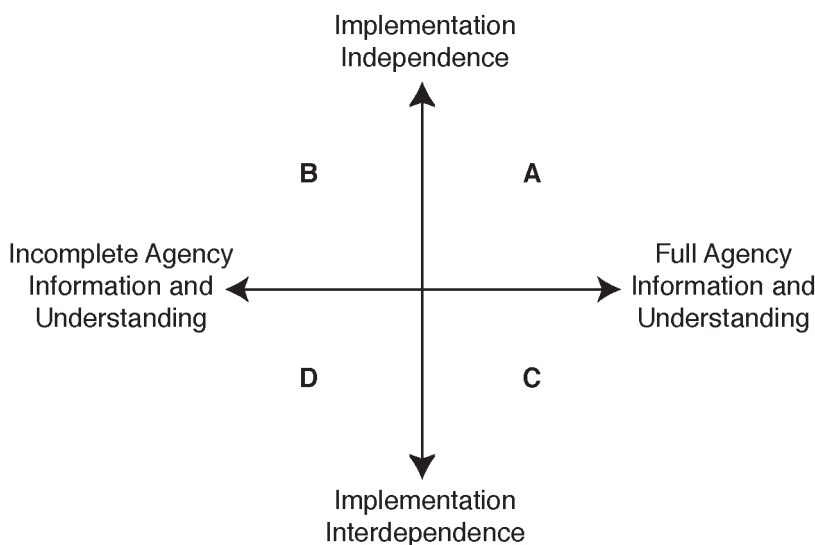 Implementation
Independence
B
A
Incomplete Agency
Information and
Understanding
Full Agency
Information and
Understanding
D
C
Implementation
Interdependence